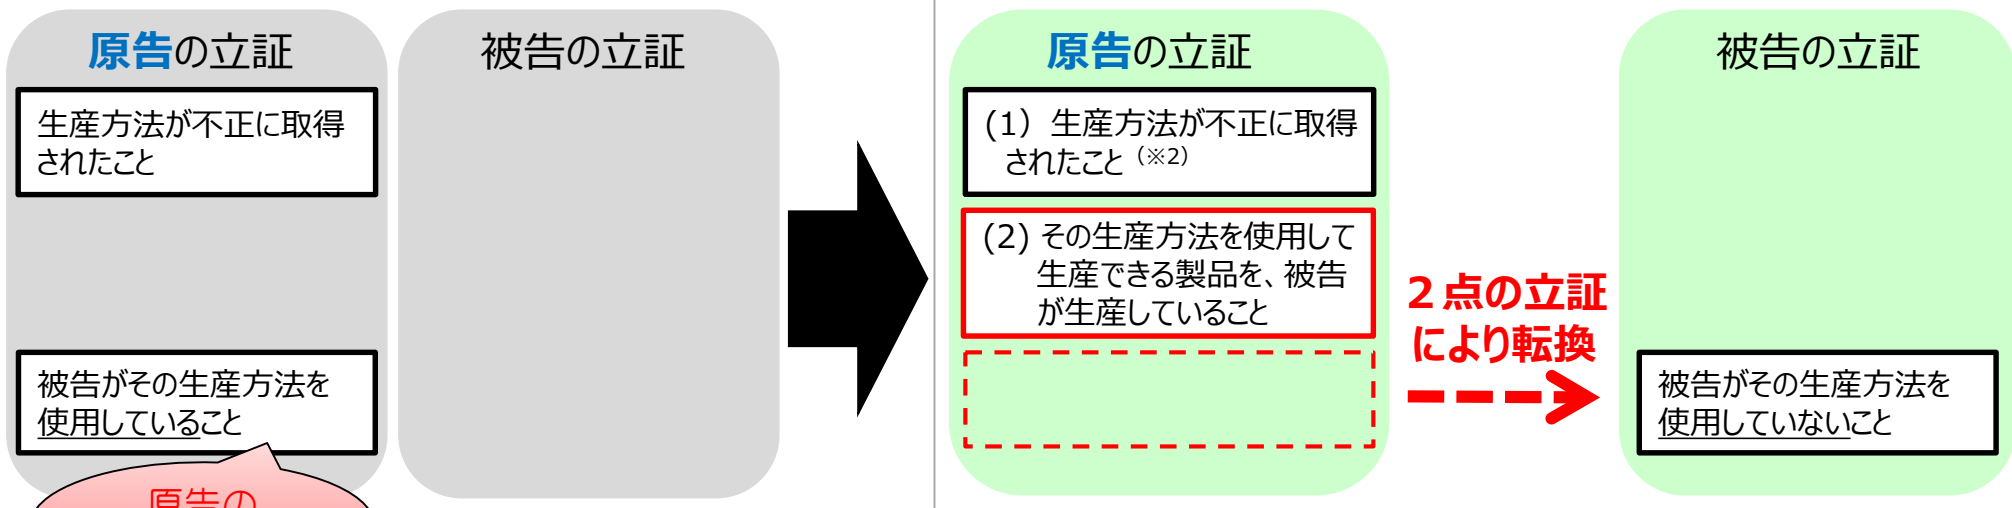 原告の立証
生産方法が不正に取得
されたこと
被告がその生産方法を
使用していること
原告の
被告の立証
原告の立証
(1) 生産方法が不正に取得
されたこと（※2）
(2) その生産方法を使用して
生産できる製品を、被告
が生産していること
２点の立証
により転換
被告の立証
被告がその生産方法を
使用していないこと